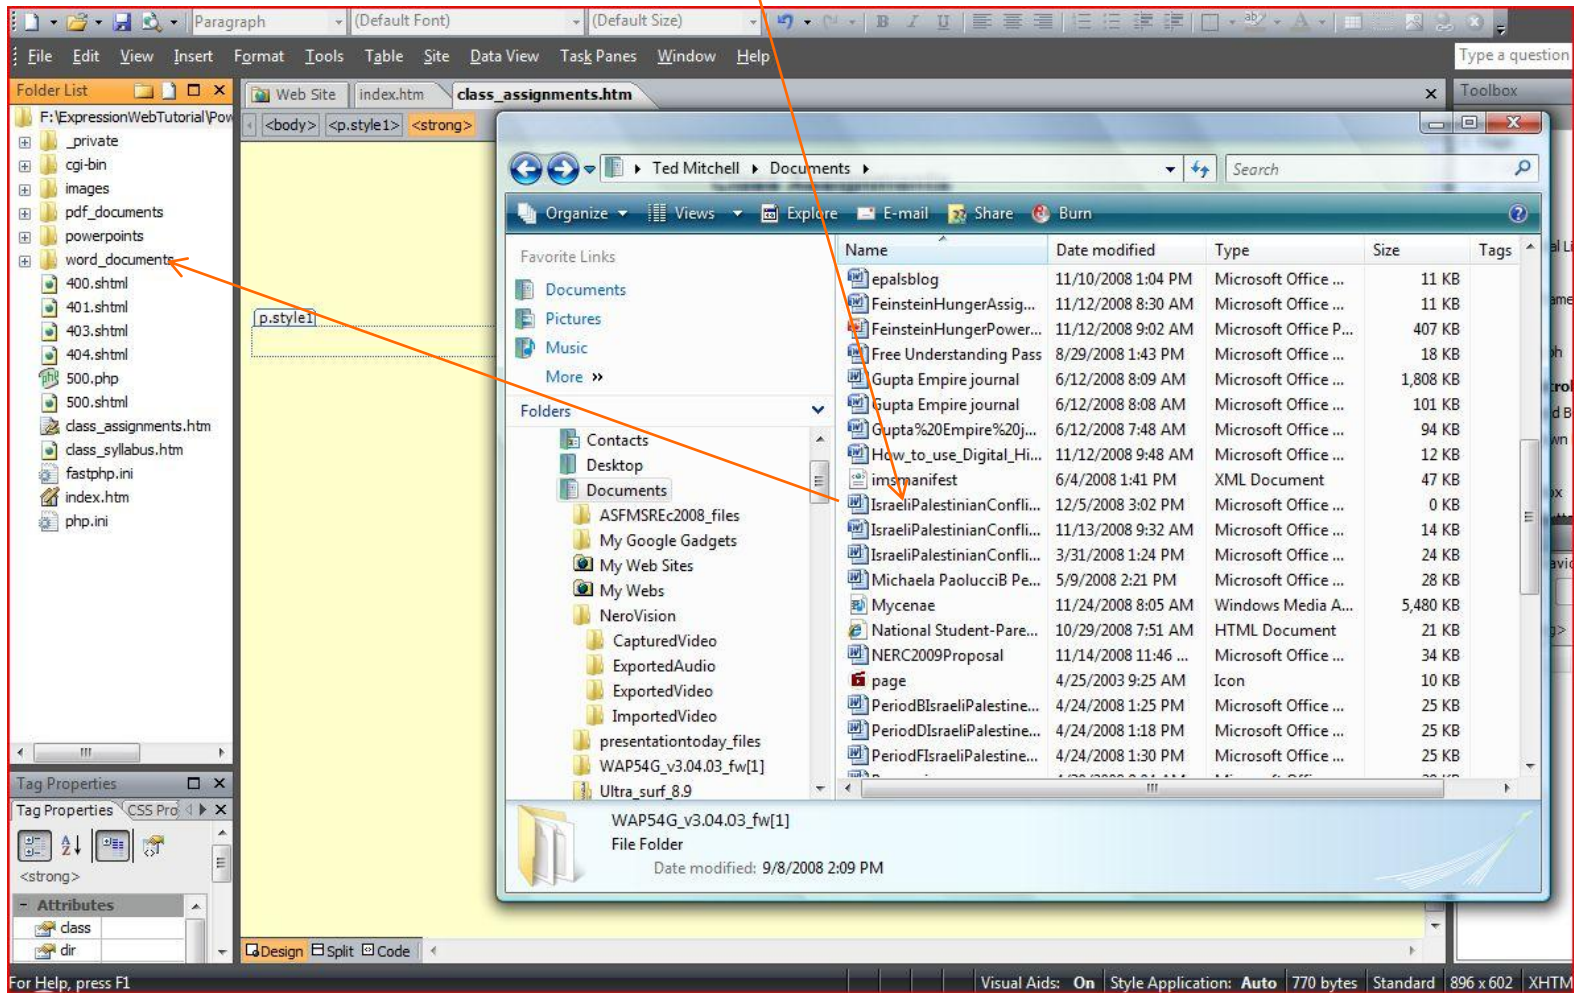 Paragraph (Default Font) (Default Size) B I U
File Edit View Insert Format Tools Table Site Data View Task Panes Window Help Type a question
Folder List
Web Site index.htm class_assignments.htm
Toolbox
F:\ExpressionWebTutorial\Pow
<body> <p.style1> <strong>
_private
cgi-bin
images
pdf_documents
powerpoints
word_documents
400.shtml
401.shtml
403.shtml
404.shtml
500.php
500.shtml
class_assignments.htm
class_syllabus.htm
fastphp.ini
index.htm
php.ini
p.style1
Ted Mitchell Documents Search
Class Assignments
Organize Views Explore E-mail Share Burn
Favorite Links
Documents
Pictures
Music
More »
Folders
Contacts
Desktop
Documents
ASFMSREc2008_files
My Google Gadgets
My Web Sites
My Webs
NeroVision
CapturedVideo
ExportedAudio
ExportedVideo
ImportedVideo
presentationtoday_files
WAP54G_v3.04.03_fw[1]
Ultra_surf_8.9
Name Date modified Type Size Tags
epalsblog 11/10/2008 1:04 PM Microsoft Office ... 11 KB
FeinsteinHungerAssig... 11/12/2008 8:30 AM Microsoft Office ... 11 KB
FeinsteinHungerPower... 11/12/2008 9:02 AM Microsoft Office P... 407 KB
Free Understanding Pass 8/29/2008 1:43 PM Microsoft Office ... 18 KB
Gupta Empire journal 6/12/2008 8:09 AM Microsoft Office ... 1,808 KB
Gupta Empire journal 6/12/2008 8:08 AM Microsoft Office ... 101 KB
Gupta%20Empire%20j... 6/12/2008 7:48 AM Microsoft Office ... 94 KB
How_to_use_Digital_Hi... 11/12/2008 9:48 AM Microsoft Office ... 12 KB
imsmanifest 6/4/2008 1:41 PM XML Document 47 KB
IsraeliPalestinianConfli... 12/5/2008 3:02 PM Microsoft Office ... 0 KB
IsraeliPalestinianConfli... 11/13/2008 9:32 AM Microsoft Office ... 14 KB
IsraeliPalestinianConfli... 3/31/2008 1:24 PM Microsoft Office ... 24 KB
Michaela PaolucciB Pe... 5/9/2008 2:21 PM Microsoft Office ... 28 KB
Mycenae 11/24/2008 8:05 AM Windows Media A... 5,480 KB
National Student-Pare... 10/29/2008 7:51 AM HTML Document 21 KB
NERC2009Proposal 11/14/2008 11:46 ... Microsoft Office ... 34 KB
page 4/25/2003 9:25 AM Icon 10 KB
PeriodBIsraeliPalestine... 4/24/2008 1:25 PM Microsoft Office ... 25 KB
PeriodDIsraeliPalestine... 4/24/2008 1:18 PM Microsoft Office ... 25 KB
PeriodFIsraeliPalestine... 4/24/2008 1:30 PM Microsoft Office ... 25 KB
WAP54G_v3.04.03_fw[1]
File Folder
Date modified: 9/8/2008 2:09 PM
Tag Properties
Tag Properties CSS Pro
<strong>
Attributes
class
dir
Design Split Code
For Help, press F1
Visual Aids: On Style Application: Auto 770 bytes Standard 896 x 602 XHTM